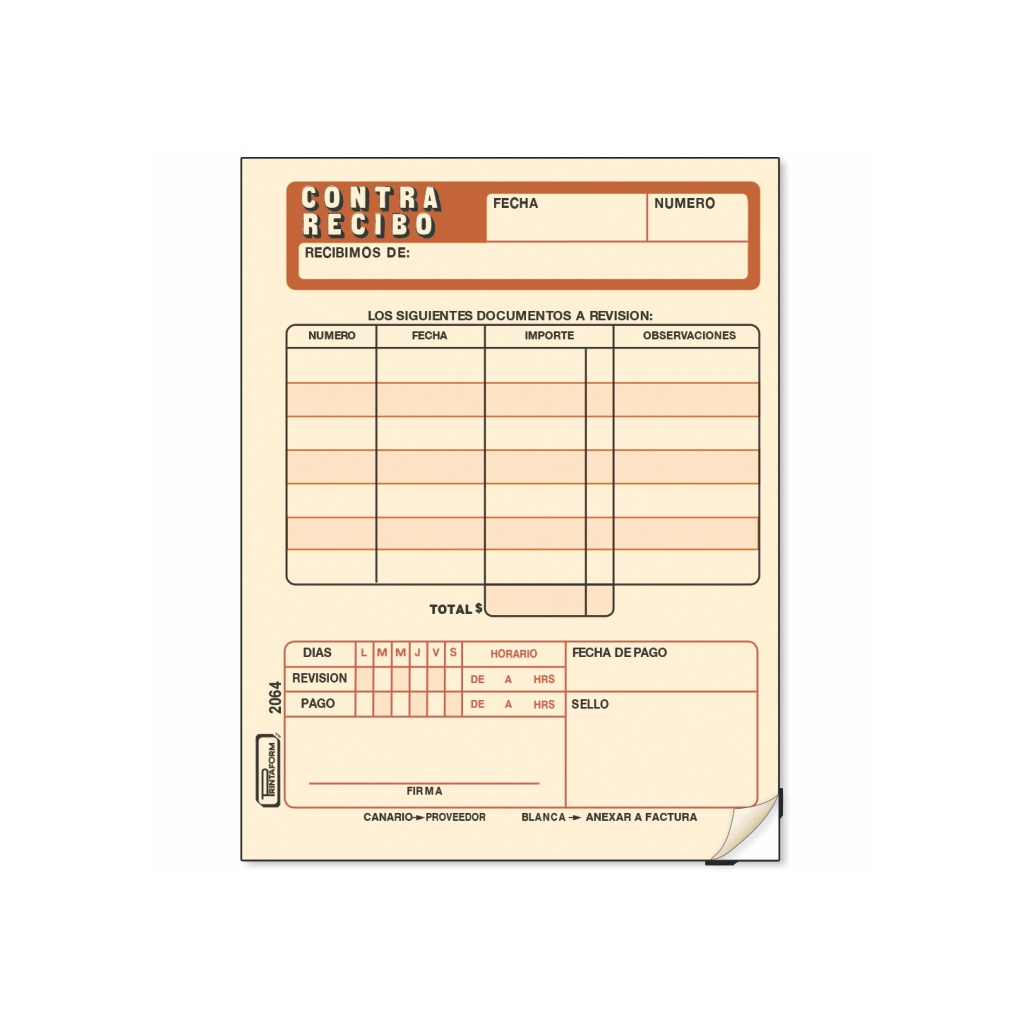 CONTRA
RECIBO
FECHA
NUMERO
RECIBIMOS DE:
LOS SIGUIENTES DOCUMENTOS A REVISION:
NUMERO FECHA IMPORTE OBSERVACIONES
TOTAL $
DIAS L M M J V S HORARIO
REVISION DE A HRS
PAGO DE A HRS
FECHA DE PAGO
SELLO
FIRMA
2064
PRINTAFORM
CANARIO➛PROVEEDOR BLANCA ➛ ANEXAR A FACTURA